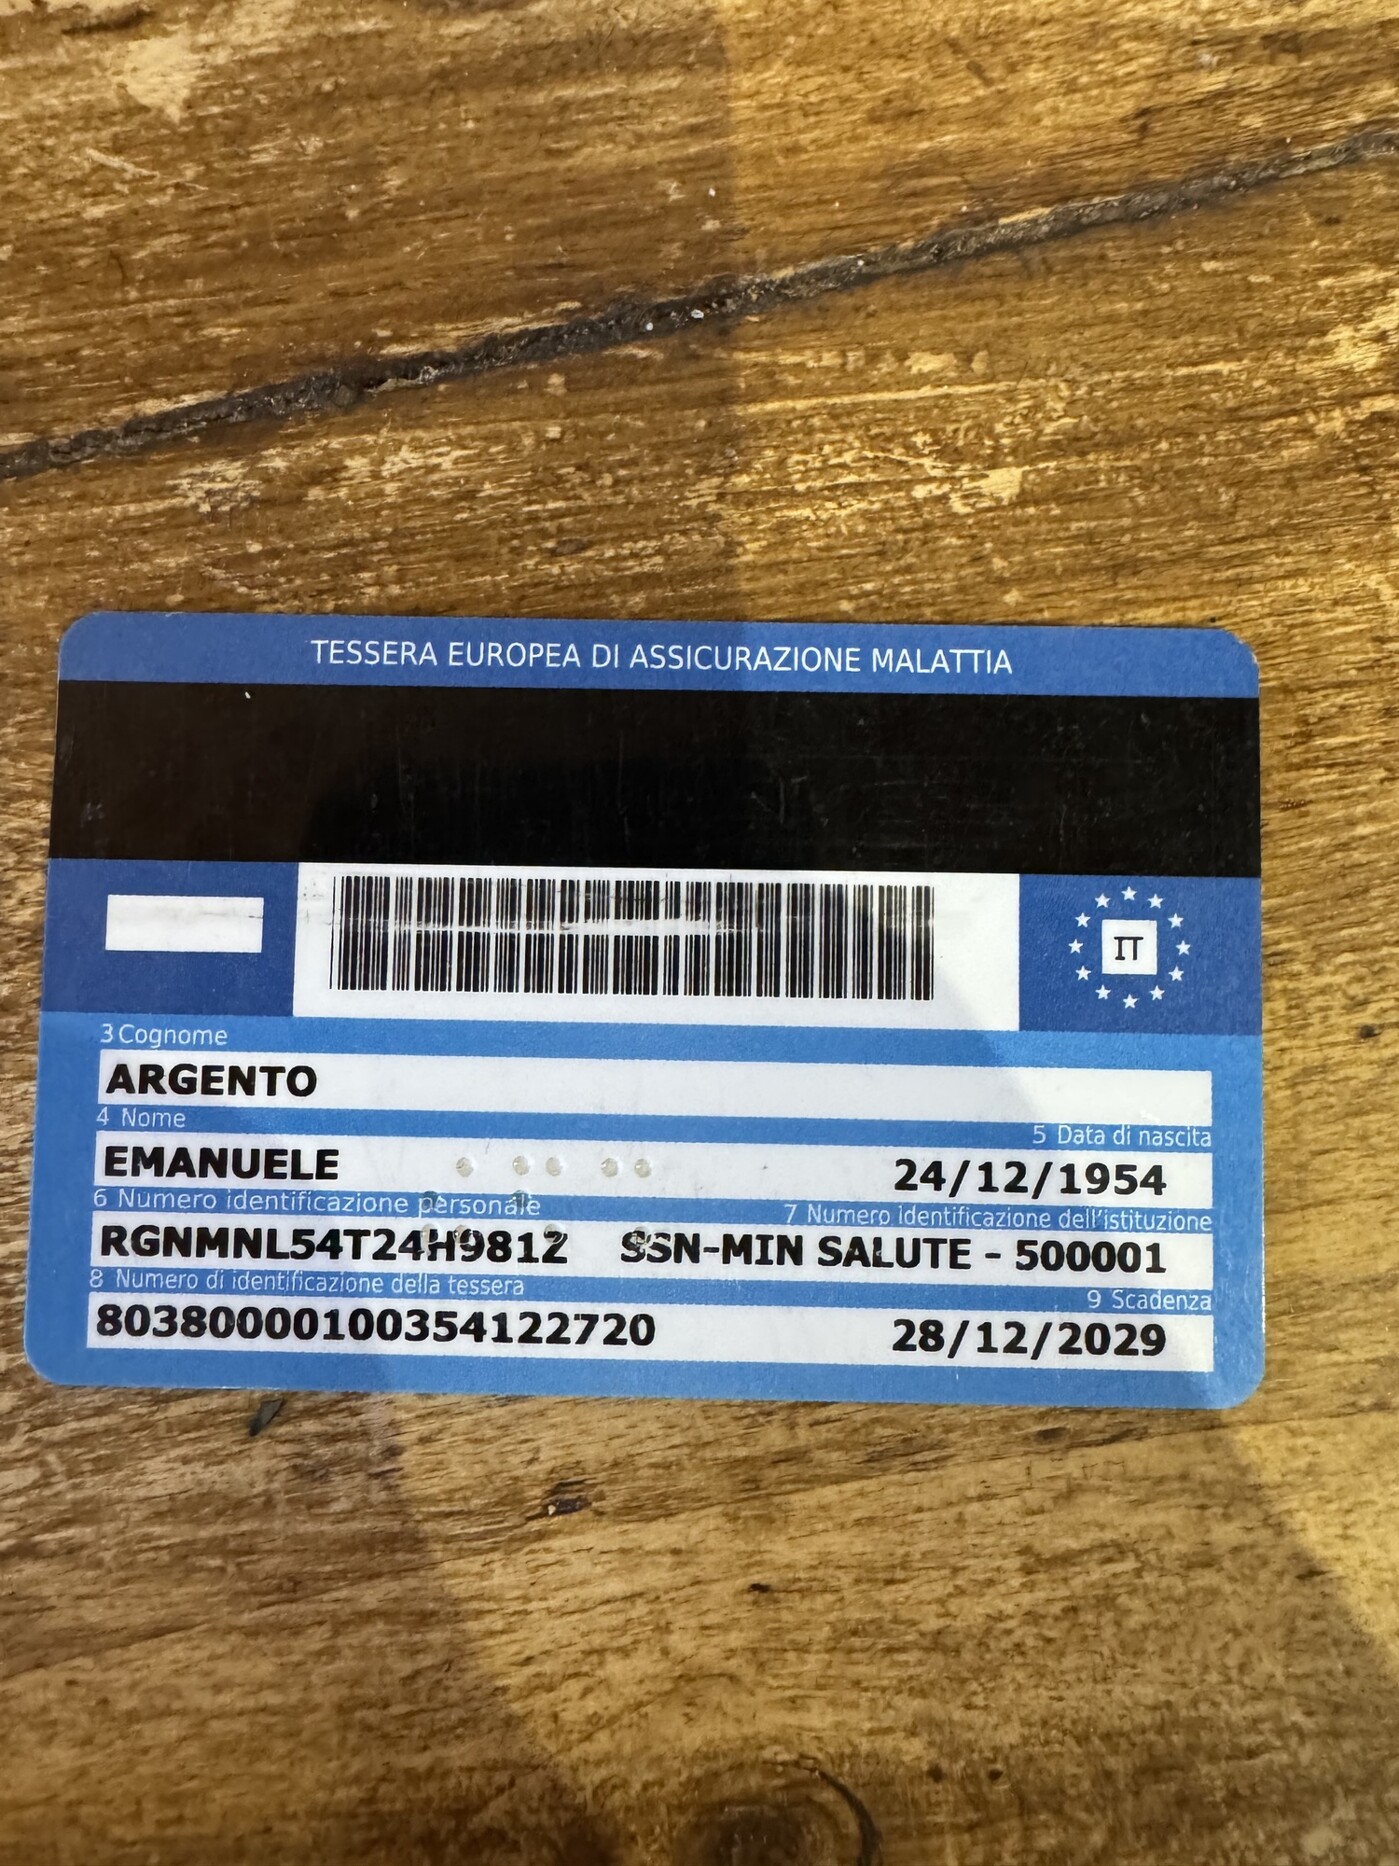 TESSERA EUROPEA DI ASSICURAZIONE MALATTIA
IT
3 Cognome
ARGENTO
4 Nome
5 Data di nascita
EMANUELE
24/12/1954
6 Numero identificazione personale
7 Numero identificazione dell'istituzione
RGNMNL54T24H981Z
SSN-MIN SALUTE - 500001
8 Numero di identificazione della tessera
9 Scadenza
80380000100354122720
28/12/2029